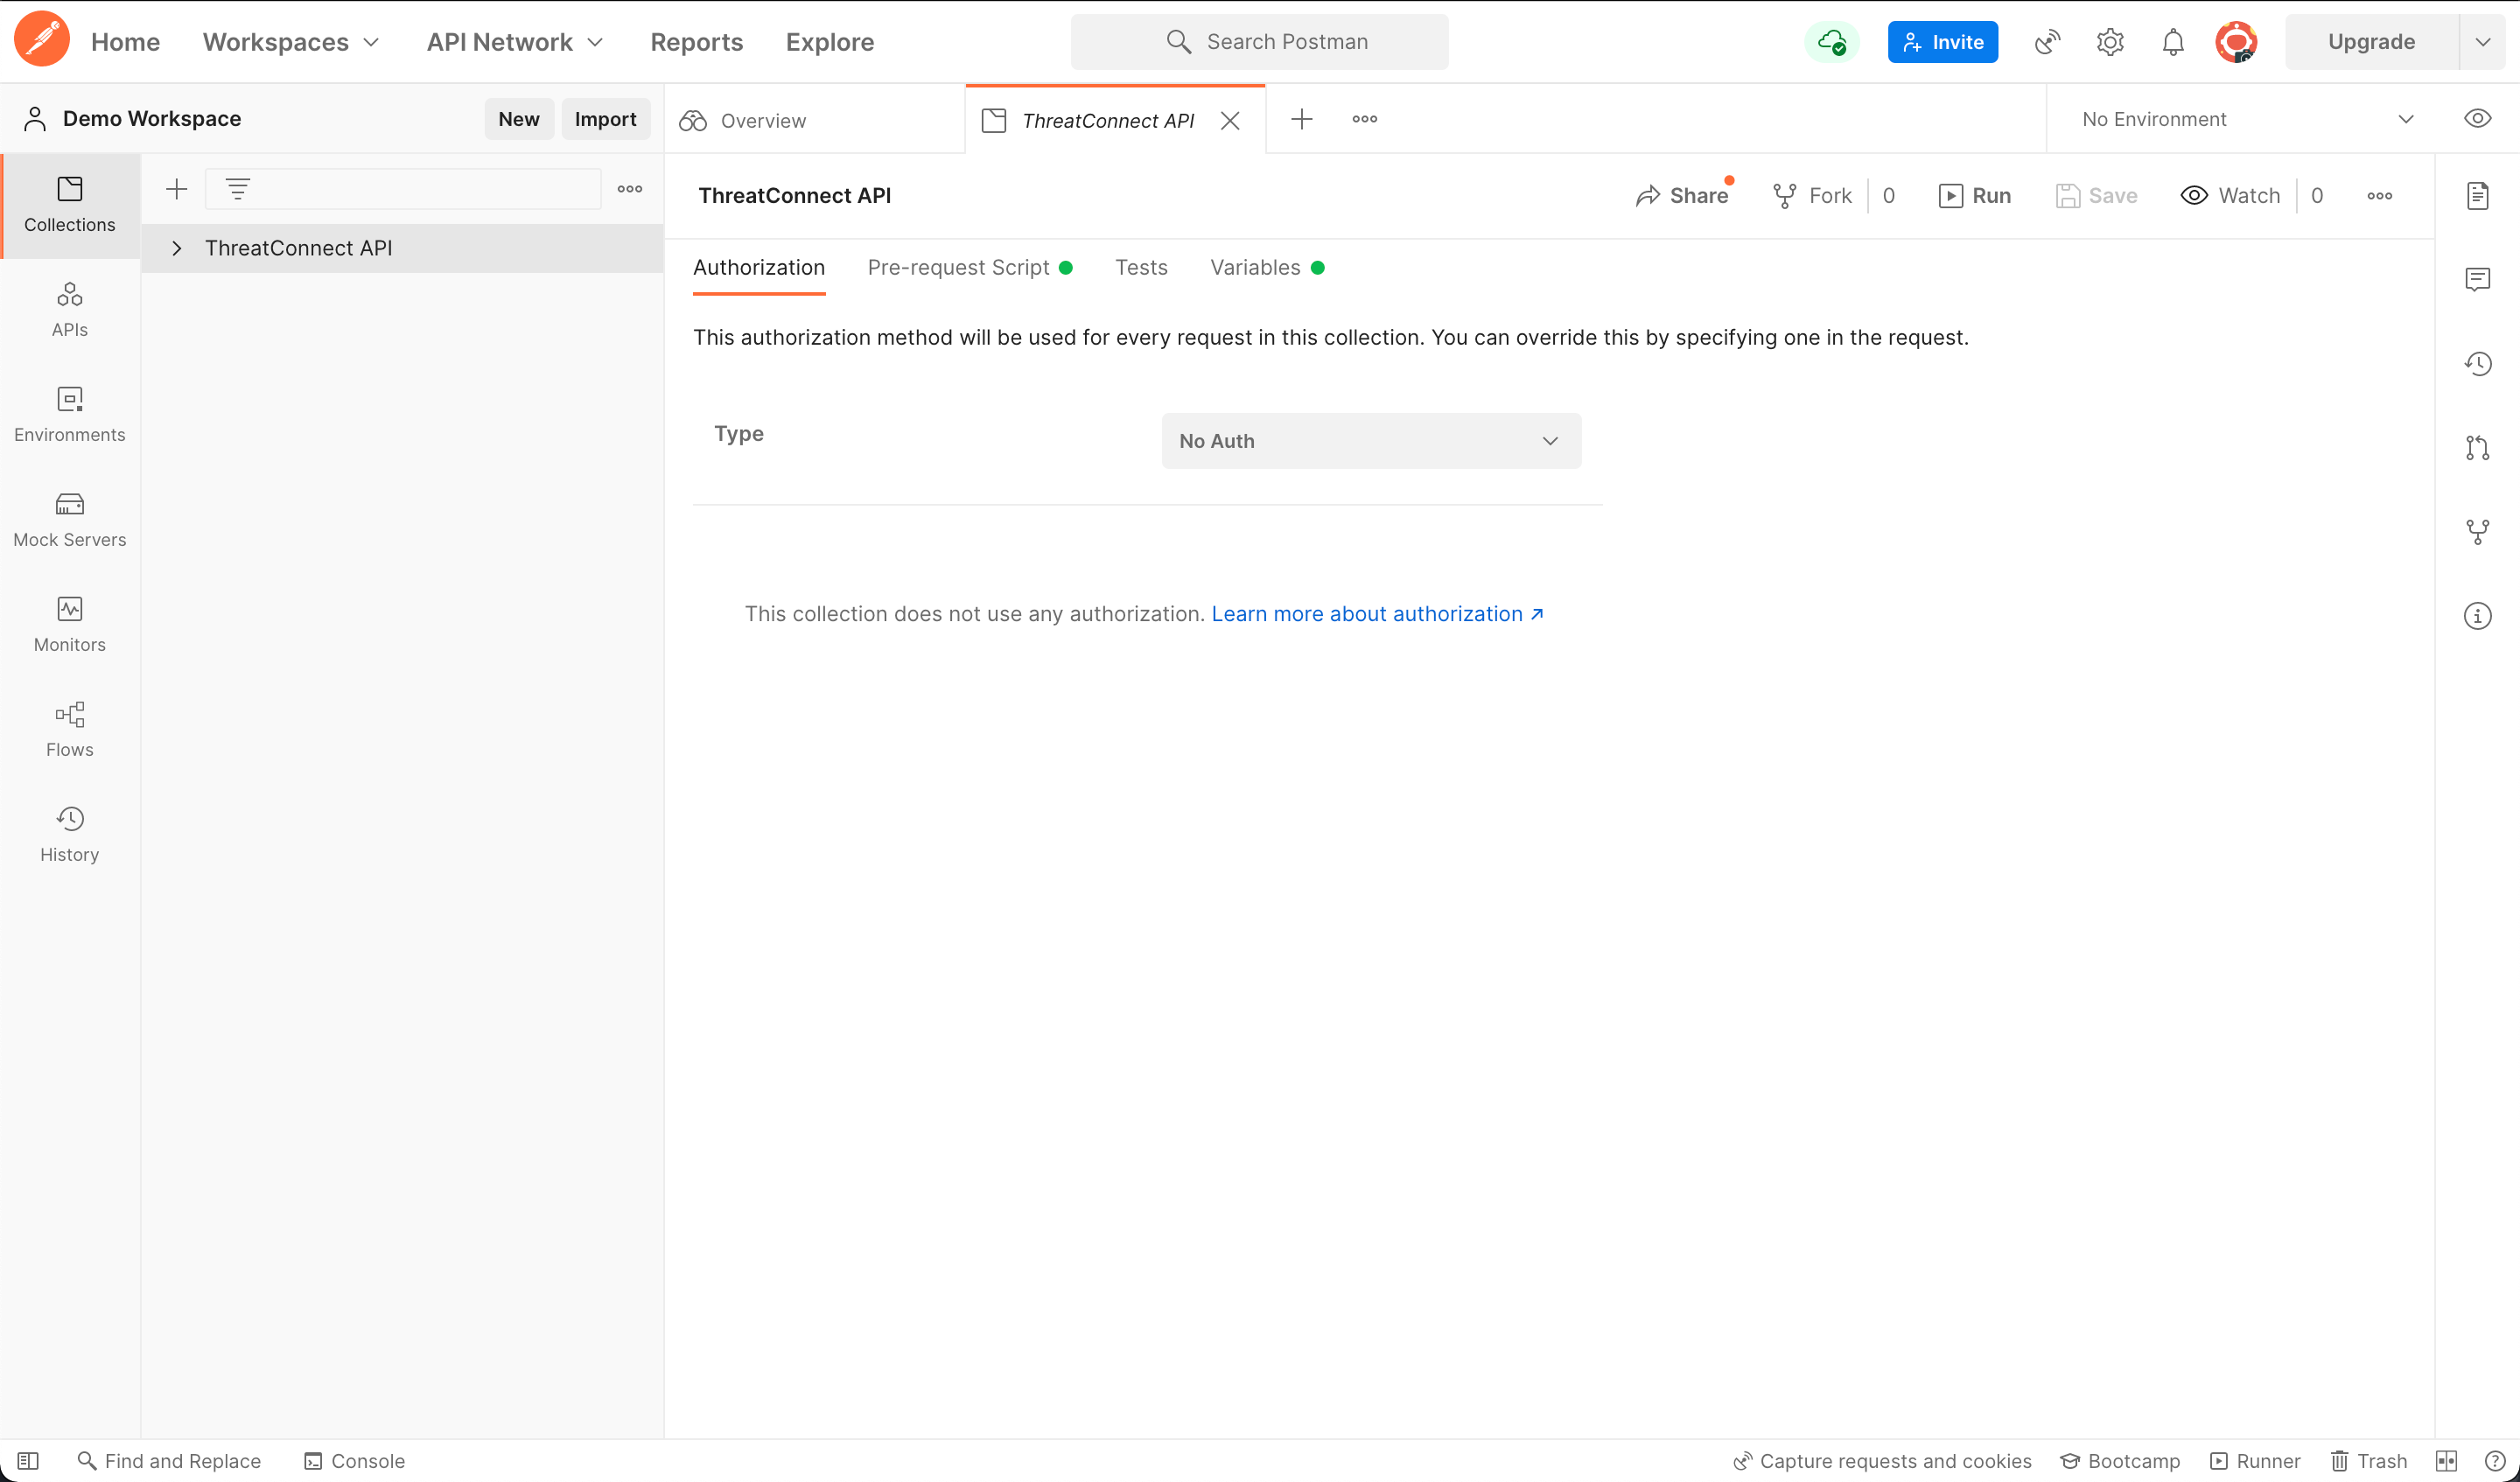 Home Workspaces API Network Reports Explore Search Postman Invite Upgrade
Demo Workspace New Import Overview ThreatConnect API No Environment
Collections
APIs
Environments
Mock Servers
Monitors
Flows
History
ThreatConnect API
ThreatConnect API Share Fork 0 Run Save Watch 0
Authorization Pre-request Script Tests Variables
This authorization method will be used for every request in this collection. You can override this by specifying one in the request.
Type No Auth
This collection does not use any authorization. Learn more about authorization ↗
Find and Replace Console Capture requests and cookies Bootcamp Runner Trash